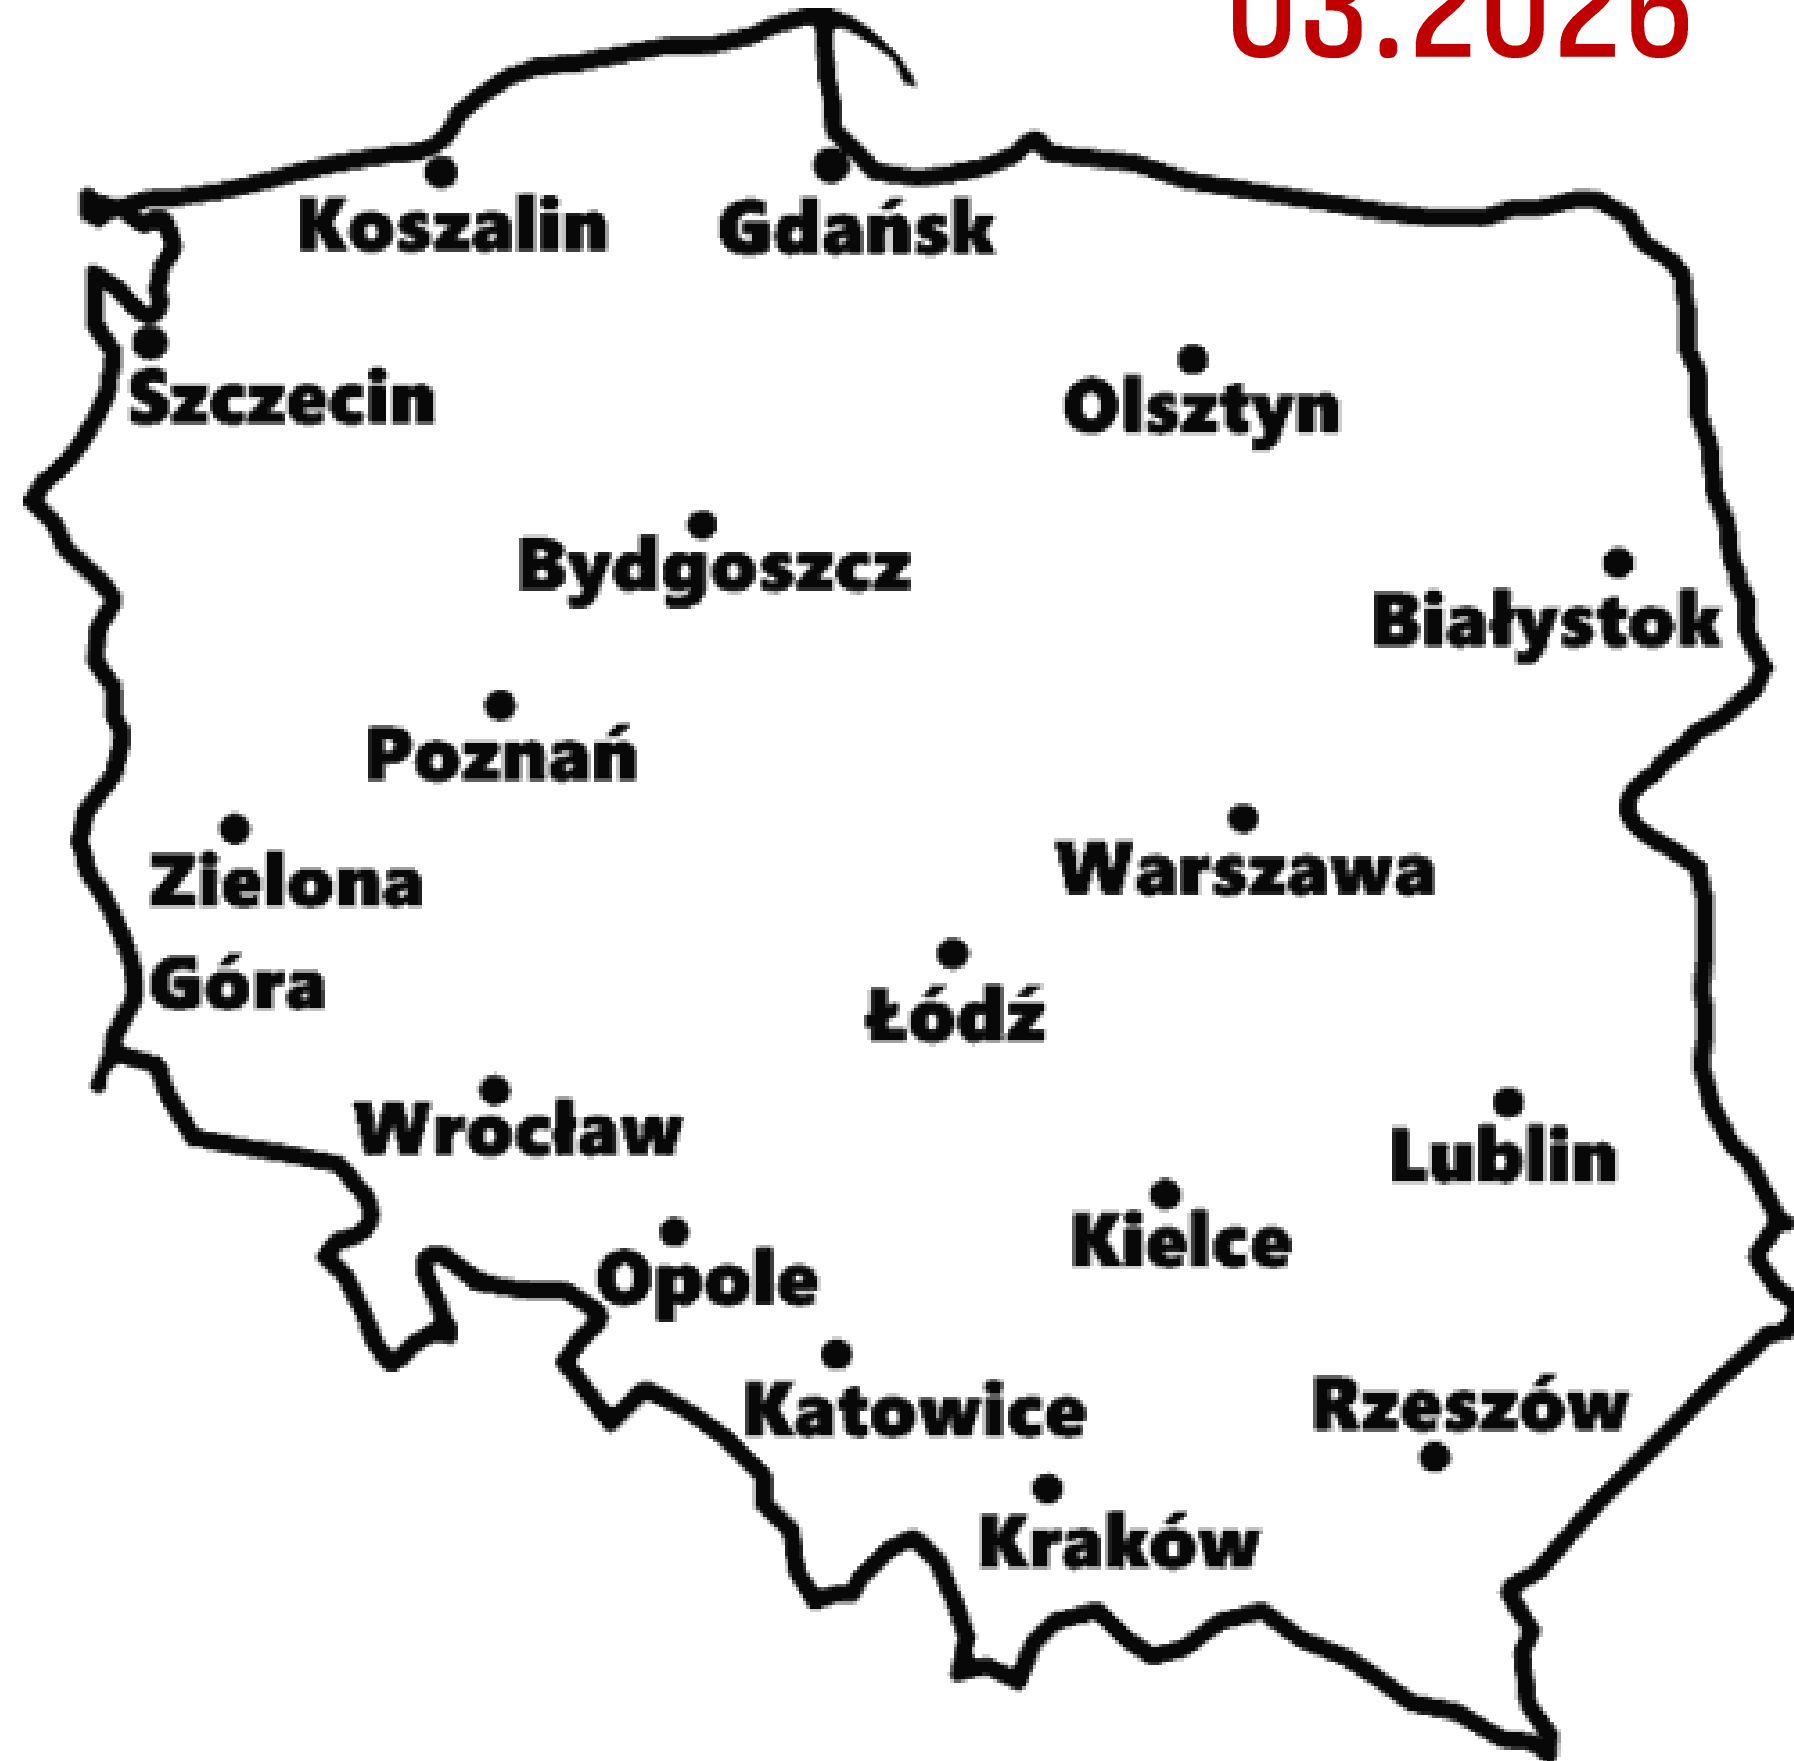 03.2026
Koszalin
Gdańsk
Szczecin
Olsztyn
Bydgoszcz
Białystok
Poznań
Zielona
Góra
Warszawa
Łódź
Wrocław
Lublin
Kielce
Opole
Katowice
Rzeszów
Kraków